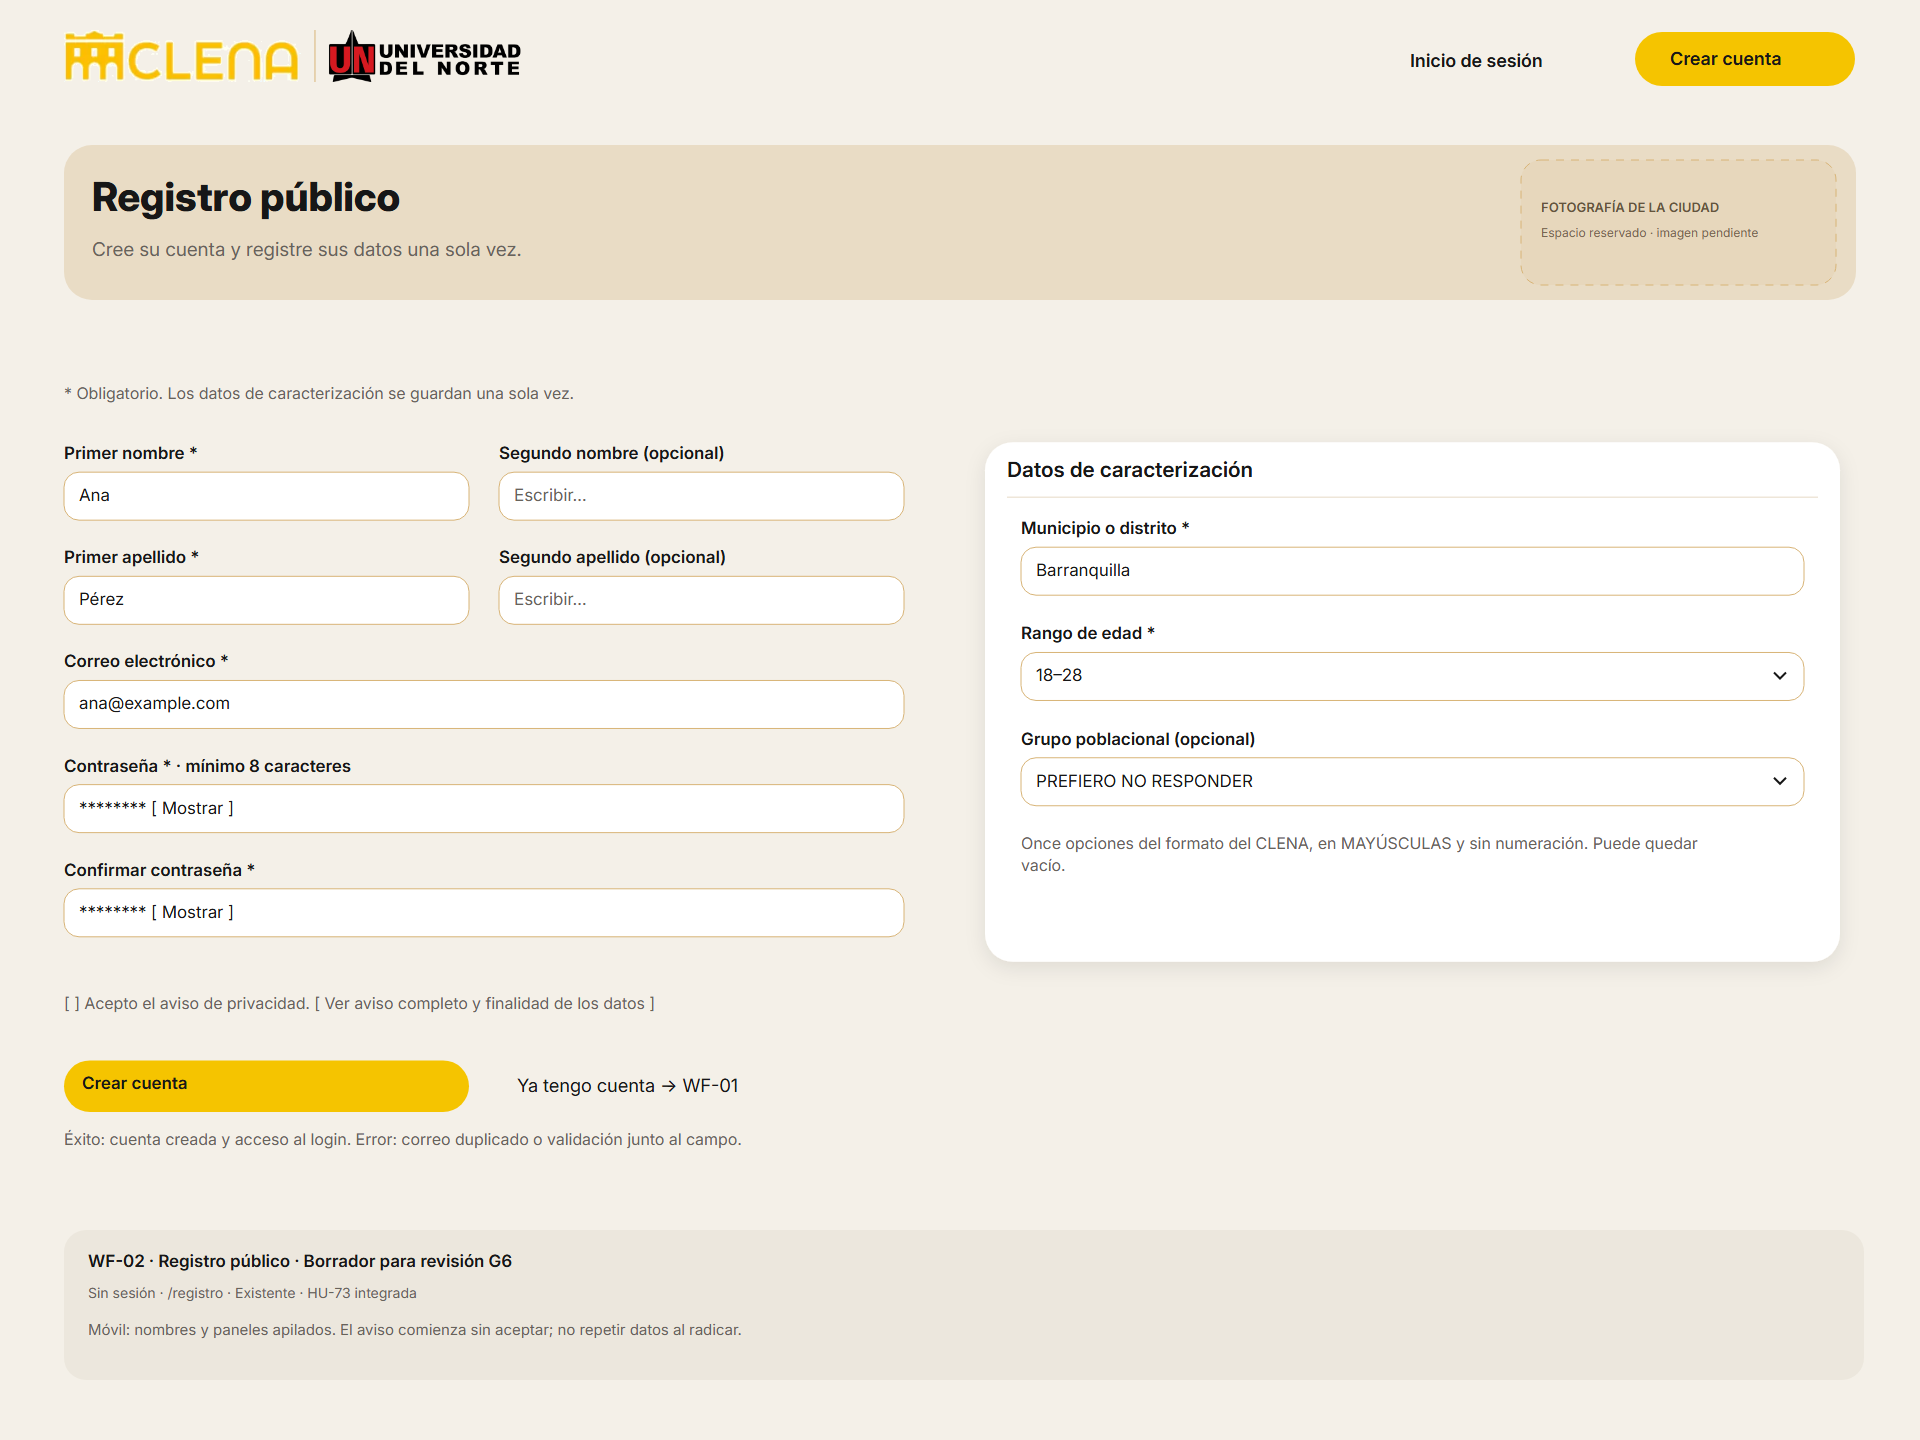 CLENA
UN UNIVERSIDAD DEL NORTE
Inicio de sesión
Crear cuenta
Registro público
Cree su cuenta y registre sus datos una sola vez.
FOTOGRAFÍA DE LA CIUDAD
Espacio reservado · imagen pendiente
* Obligatorio. Los datos de caracterización se guardan una sola vez.
Primer nombre *
Ana
Segundo nombre (opcional)
Escribir...
Primer apellido *
Pérez
Segundo apellido (opcional)
Escribir...
Correo electrónico *
ana@example.com
Contraseña * · mínimo 8 caracteres
******** [ Mostrar ]
Confirmar contraseña *
******** [ Mostrar ]
Datos de caracterización
Municipio o distrito *
Barranquilla
Rango de edad *
18–28
Grupo poblacional (opcional)
PREFIERO NO RESPONDER
Once opciones del formato del CLENA, en MAYÚSCULAS y sin numeración. Puede quedar
vacío.
[ ] Acepto el aviso de privacidad. [ Ver aviso completo y finalidad de los datos ]
Crear cuenta
Ya tengo cuenta → WF-01
Éxito: cuenta creada y acceso al login. Error: correo duplicado o validación junto al campo.
WF-02 · Registro público · Borrador para revisión G6
Sin sesión · /registro · Existente · HU-73 integrada
Móvil: nombres y paneles apilados. El aviso comienza sin aceptar; no repetir datos al radicar.